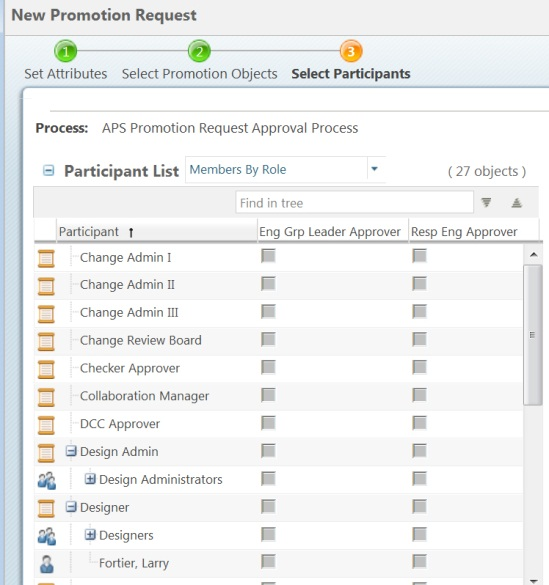 New Promotion Request
1 2 3
Set Attributes Select Promotion Objects Select Participants
Process: APS Promotion Request Approval Process
Participant List Members By Role ( 27 objects )
Find in tree
Participant Eng Grp Leader Approver Resp Eng Approver
Change Admin I
Change Admin II
Change Admin III
Change Review Board
Checker Approver
Collaboration Manager
DCC Approver
Design Admin
Design Administrators
Designer
Designers
Fortier, Larry